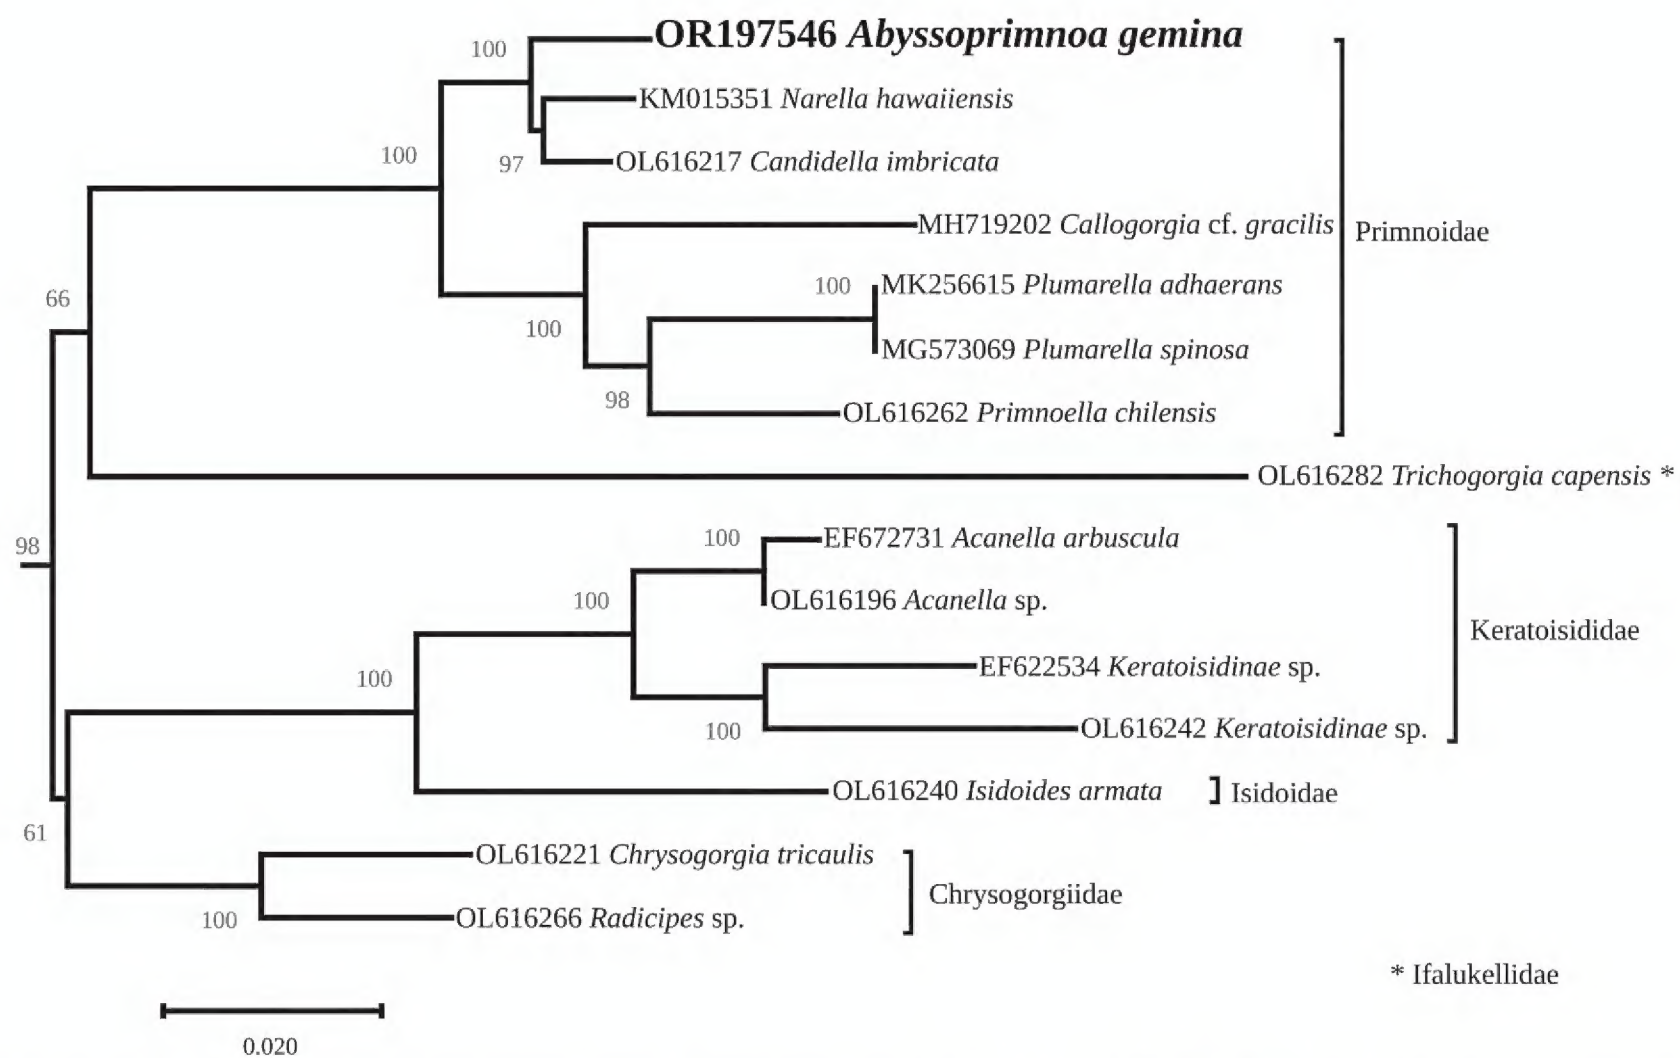 100
OR197546 Abyssoprimnoa gemina
KM015351 Narella hawaiiensis
100
97
OL616217 Candidella imbricata
MH719202 Callogorgia cf. gracilis
Primnoidae
100
MK256615 Plumarella adhaerans
66
100
MG573069 Plumarella spinosa
98
OL616262 Primnoella chilensis
OL616282 Trichogorgia capensis *
98
100
EF672731 Acanella arbuscula
100
OL616196 Acanella sp.
Keratoisididae
100
EF622534 Keratoisidinae sp.
100
OL616242 Keratoisidinae sp.
OL616240 Isidoides armata
Isidoidae
61
OL616221 Chrysogorgia tricaulis
Chrysogorgiidae
100
OL616266 Radicipes sp.
* Ifalukellidae
0.020